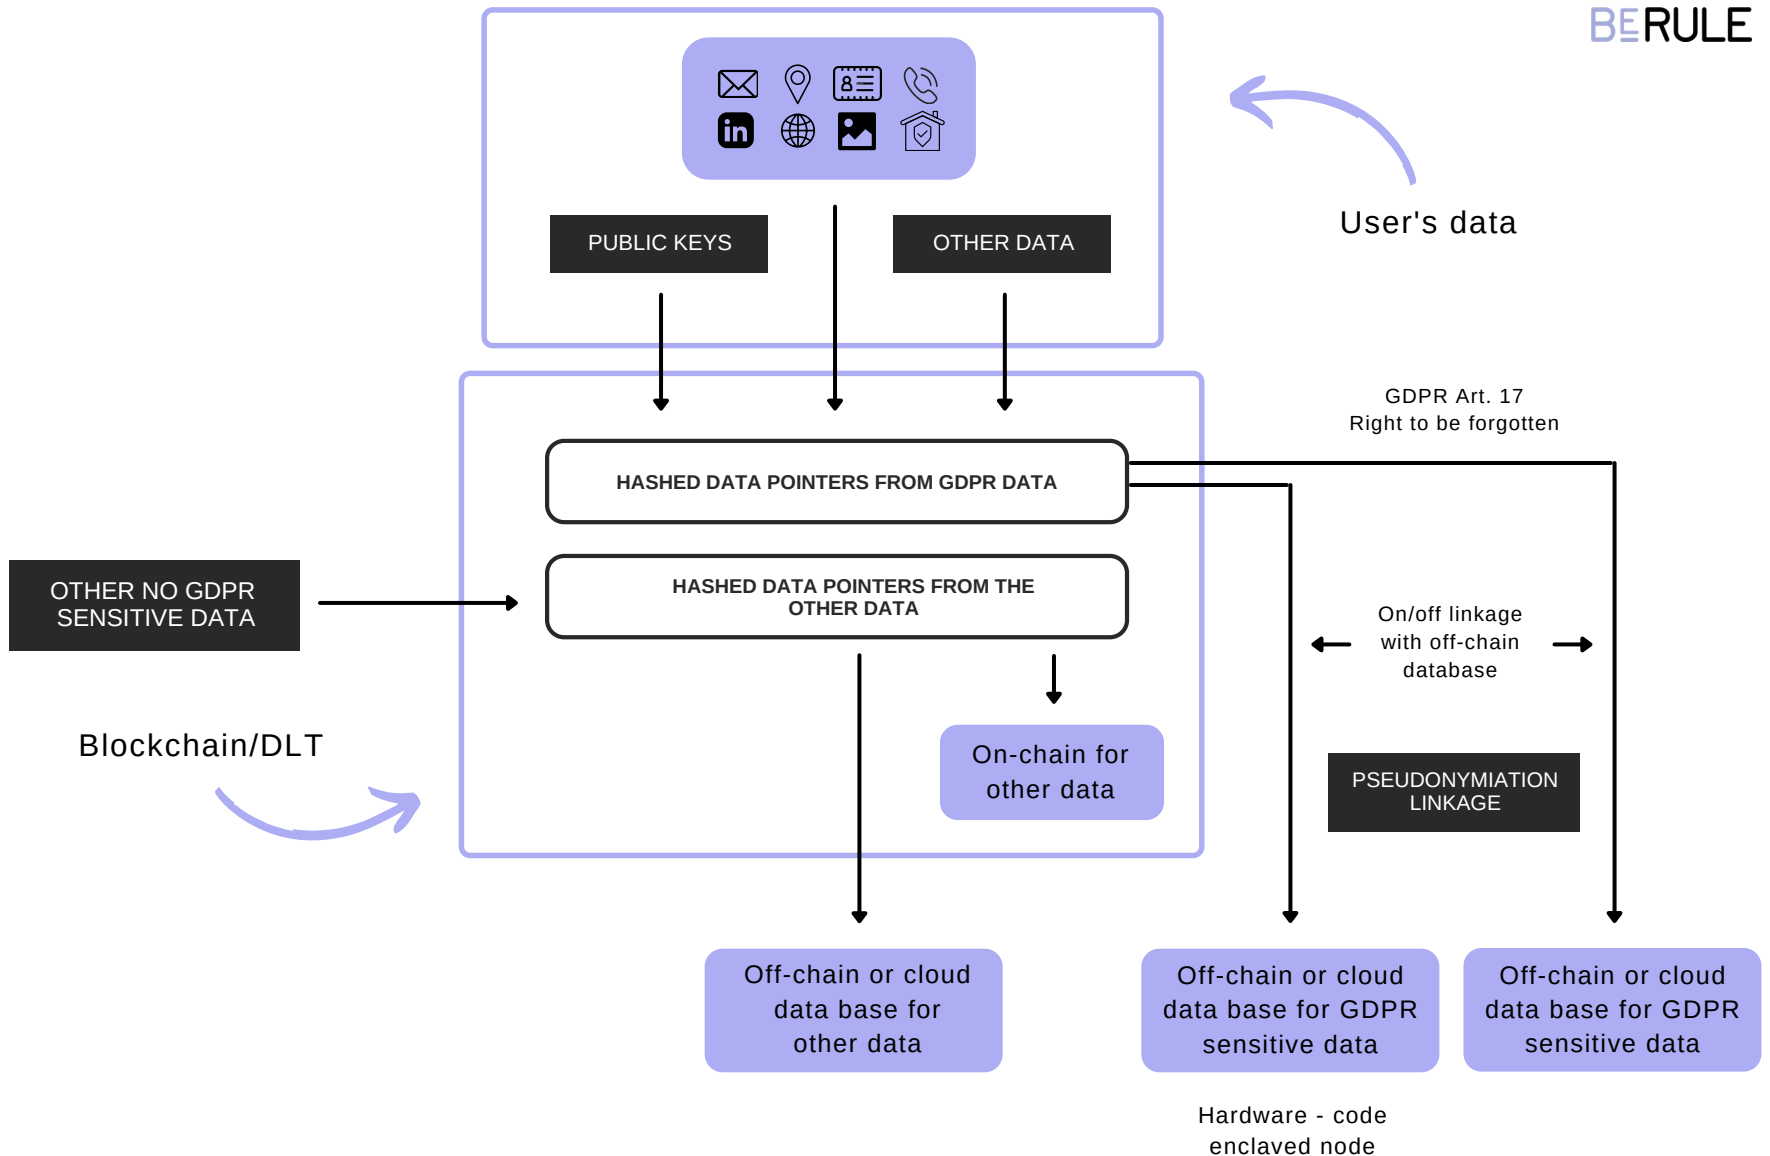 BERULE
in
PUBLIC KEYS
OTHER DATA
User's data
GDPR Art. 17
Right to be forgotten
HASHED DATA POINTERS FROM GDPR DATA
HASHED DATA POINTERS FROM THE
OTHER DATA
OTHER NO GDPR
SENSITIVE DATA
On/off linkage
with off-chain
database
Blockchain/DLT
On-chain for
other data
PSEUDONYMIATION
LINKAGE
Off-chain or cloud
data base for
other data
Off-chain or cloud
data base for GDPR
sensitive data
Off-chain or cloud
data base for GDPR
sensitive data
Hardware - code
enclaved node